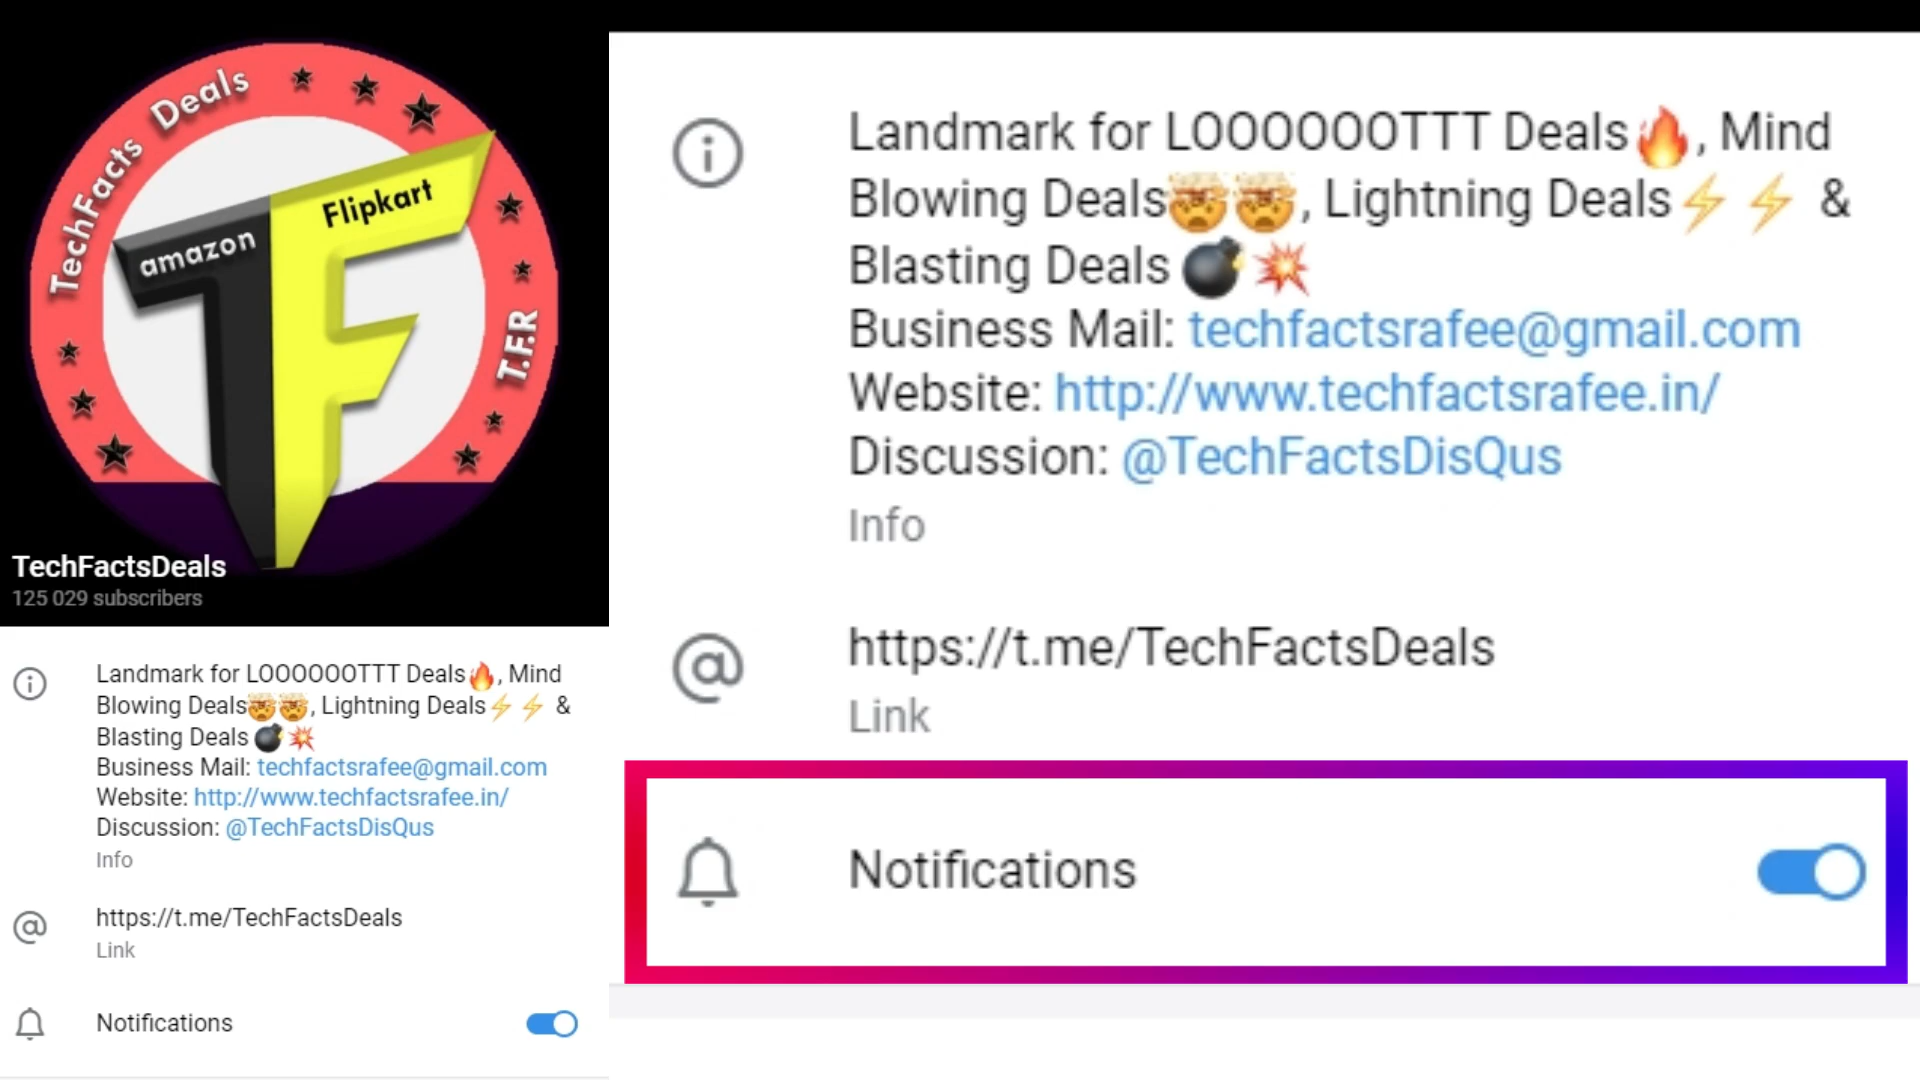 TechFacts Deals
T.F.R
amazon
Flipkart
TechFactsDeals
125 029 subscribers
Landmark for LOOOOOOTTT Deals🔥, Mind
Blowing Deals🤯🤯, Lightning Deals⚡⚡ &
Blasting Deals 💣💥
Business Mail: techfactsrafee@gmail.com
Website: http://www.techfactsrafee.in/
Discussion: @TechFactsDisQus
Info
https://t.me/TechFactsDeals
Link
Notifications
Landmark for LOOOOOOTTT Deals🔥, Mind
Blowing Deals🤯🤯, Lightning Deals⚡⚡ &
Blasting Deals 💣💥
Business Mail: techfactsrafee@gmail.com
Website: http://www.techfactsrafee.in/
Discussion: @TechFactsDisQus
Info
https://t.me/TechFactsDeals
Link
Notifications